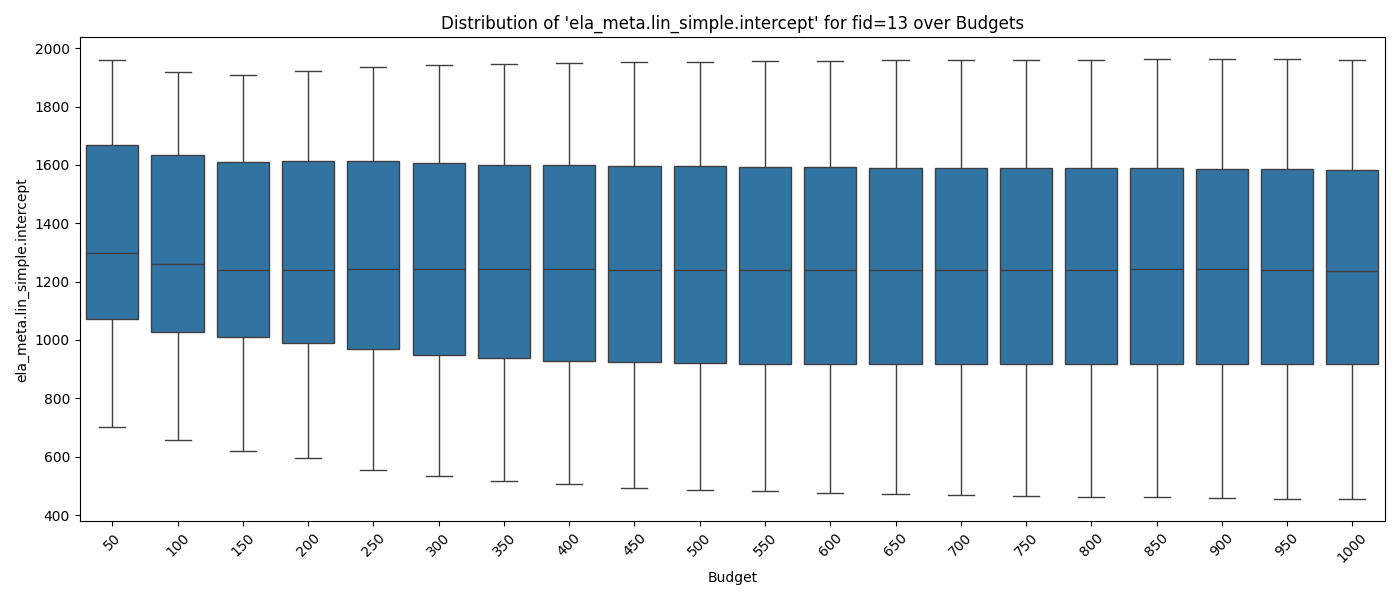 Distribution of 'ela_meta.lin_simple.intercept' for fid=13 over Budgets
ela_meta.lin_simple.intercept
2000
1800
1600
1400
1200
1000
800
600
400
50 100 150 200 250 300 350 400 450 500 550 600 650 700 750 800 850 900 950 1000
Budget